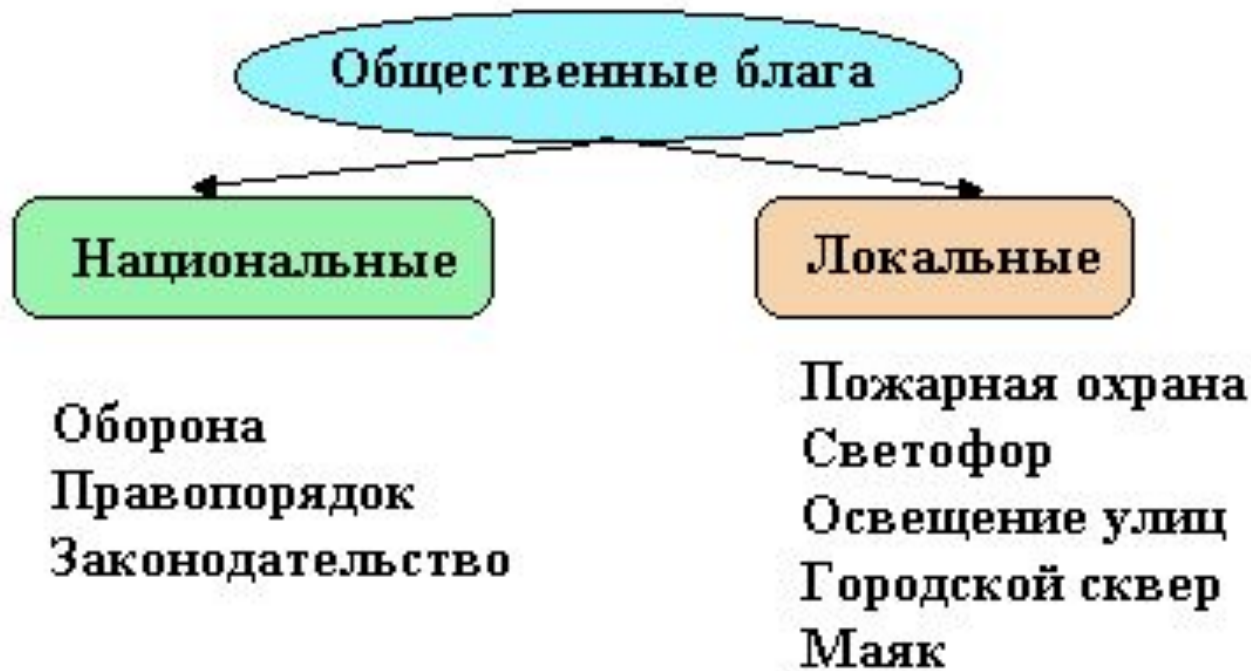 Общественные блага
Национальные
Локальные
Оборона
Правопорядок
Законодательство
Пожарная охрана
Светофор
Освещение улиц
Городской сквер
Маяк